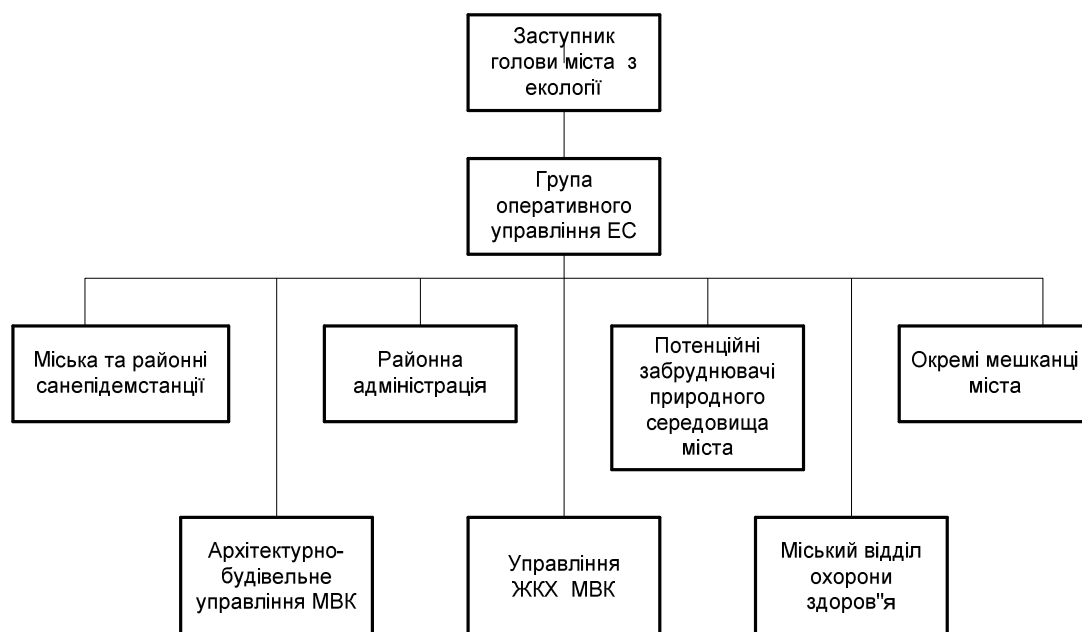 Заступник
голови міста з
екології
Група
оперативного
управління ЕС
Міська та районні
санепідемстанції
Районна
адміністрація
Потенційні
забруднювачі
природного
середовища
міста
Окремі мешканці
міста
Архітектурно-
будівельне
управління МВК
Управління
ЖКХ МВК
Міський відділ
охорони
здоров"я